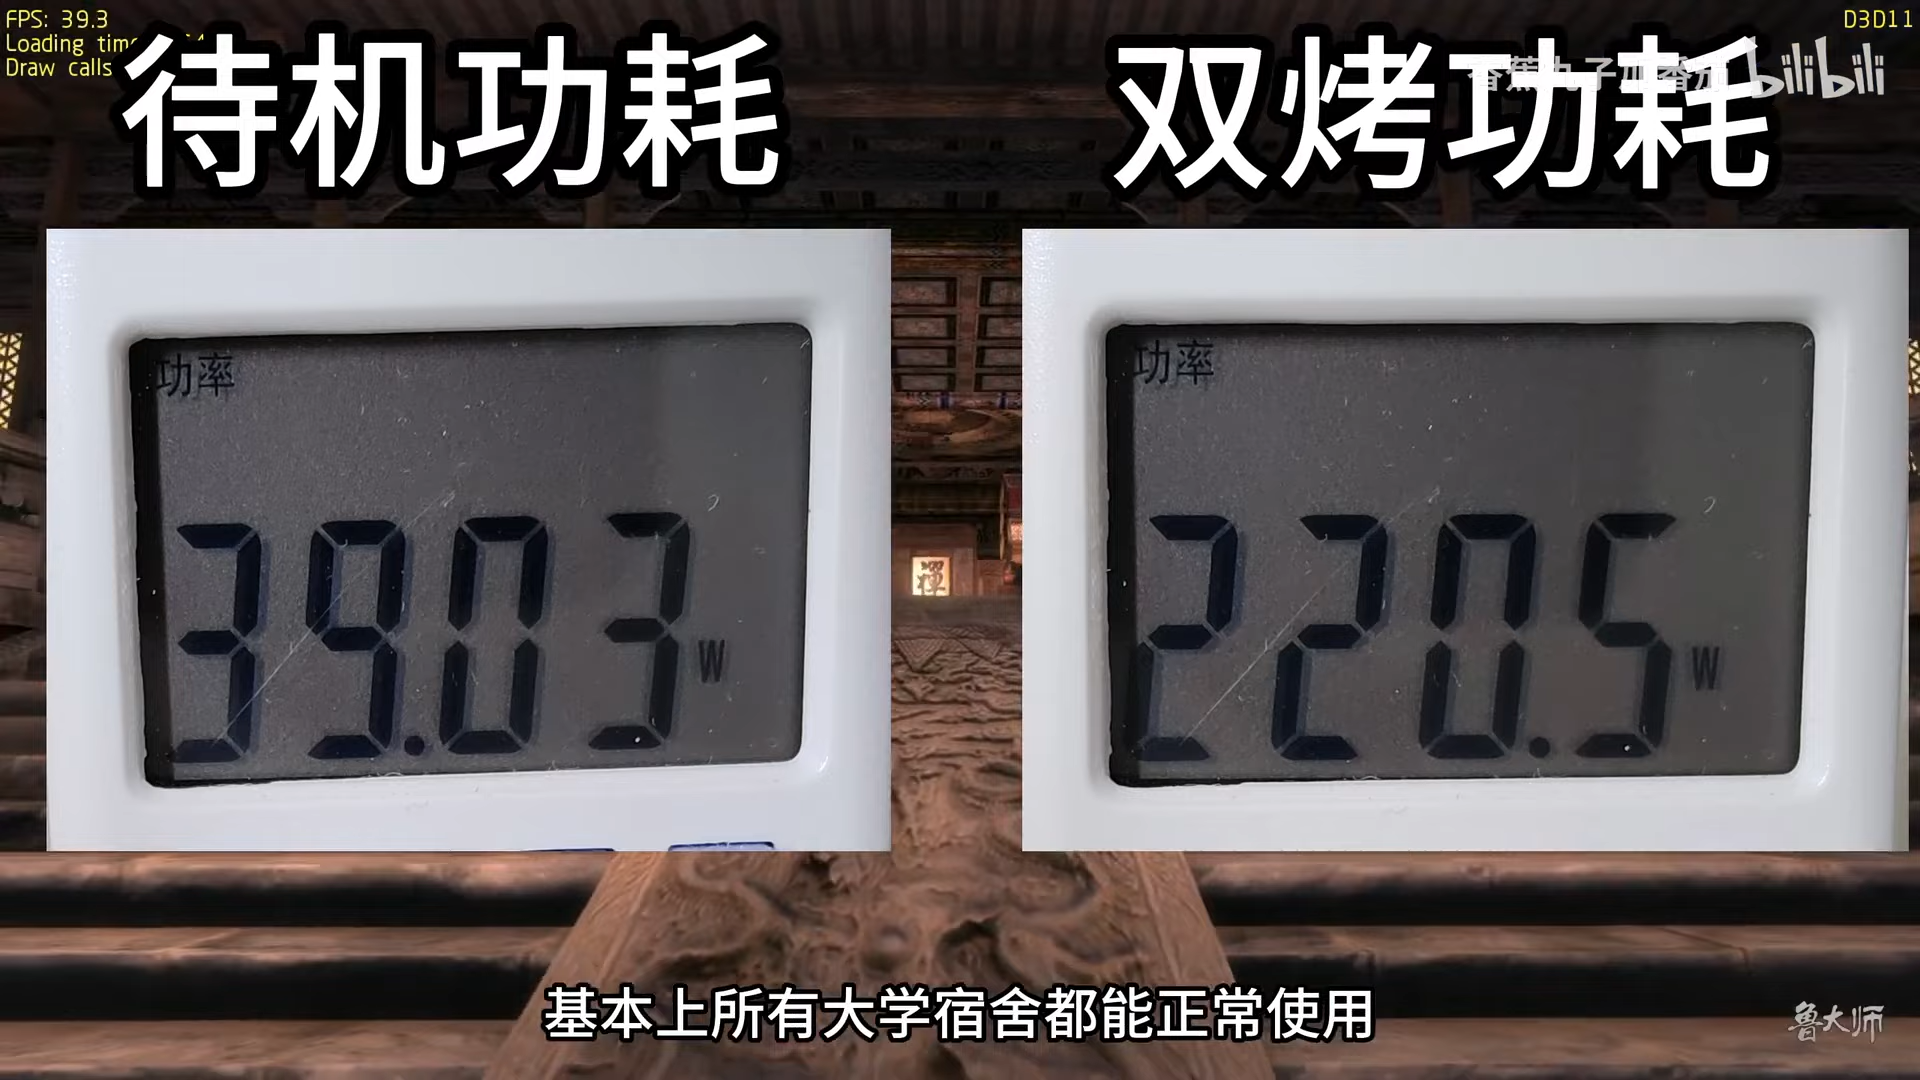 FPS: 39.3
Loading time
Draw calls
D3D11
待机功耗
双烤功耗
bilibili
功率
39.03 W
功率
220.5 W
禅
基本上所有大学宿舍都能正常使用
鲁大师